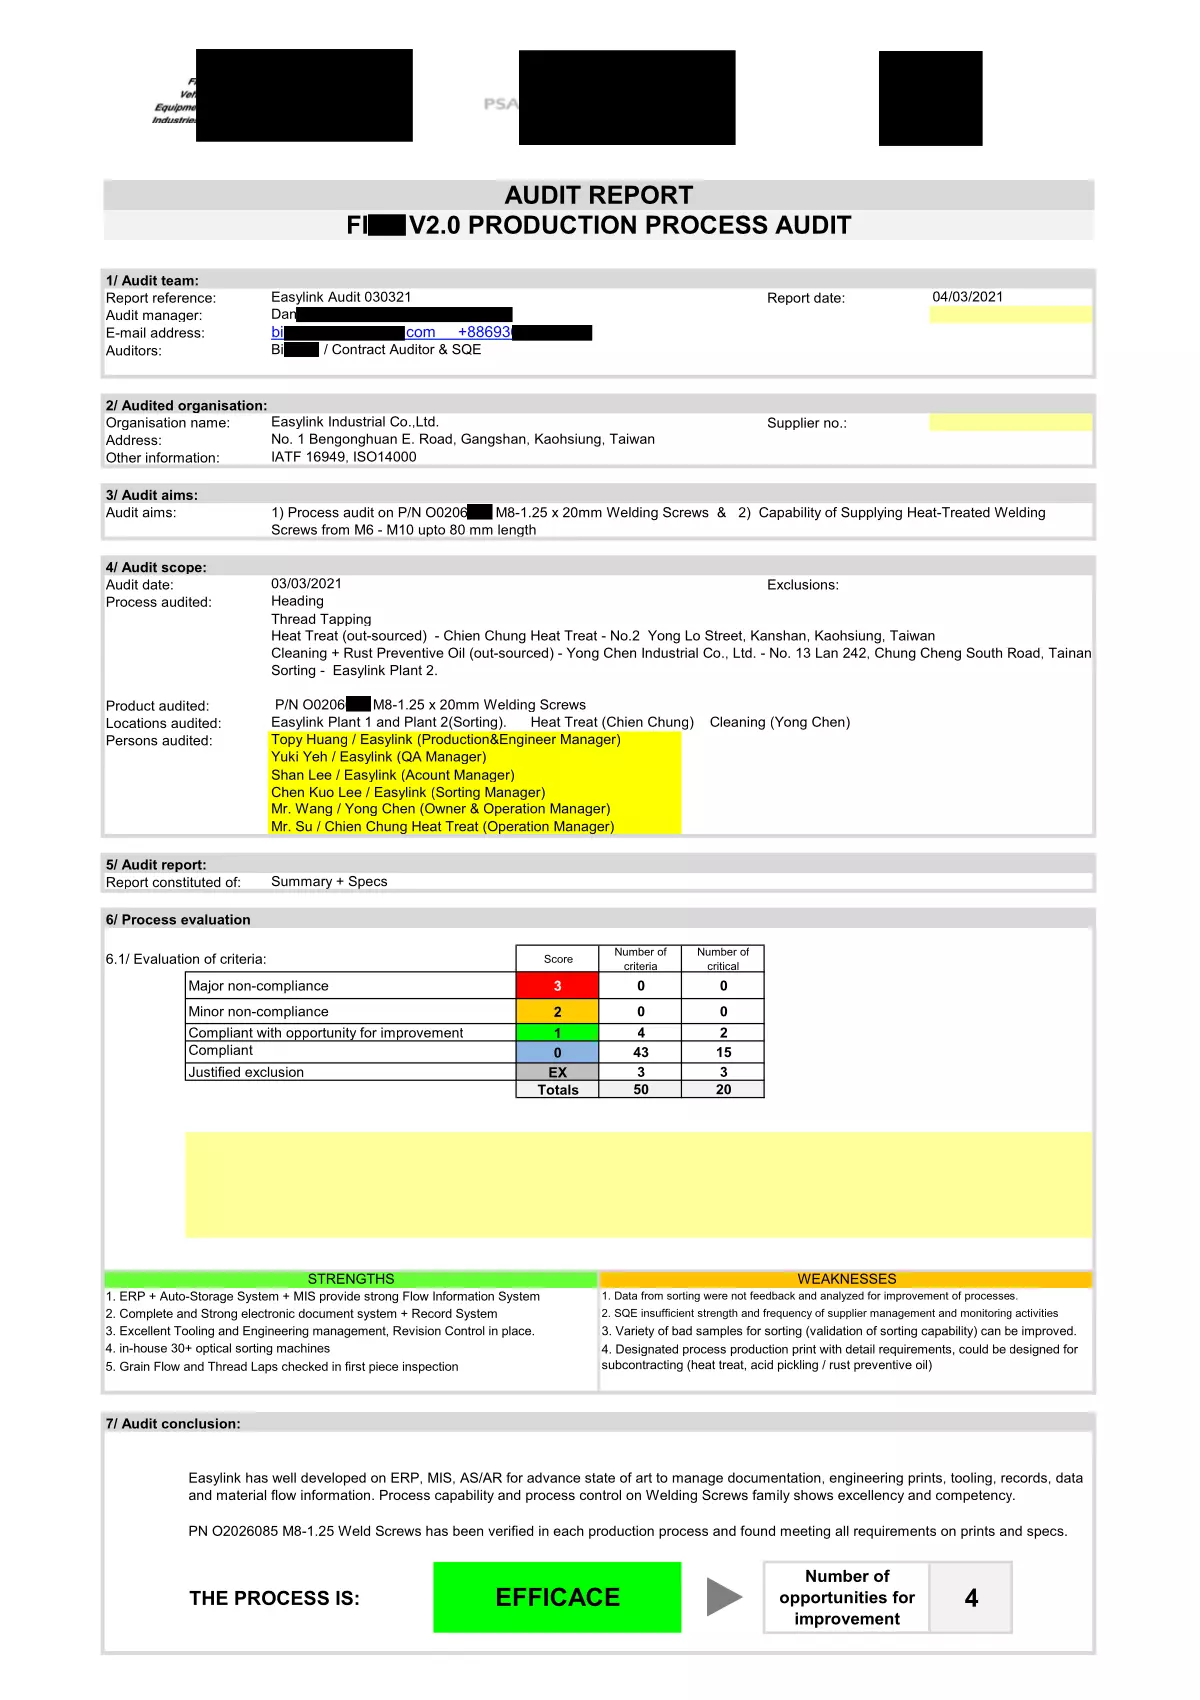 Equipme
Industries
PSA
AUDIT REPORT
FI V2.0 PRODUCTION PROCESS AUDIT
1/ Audit team:
Report reference: Easylink Audit 030321 Report date: 04/03/2021
Audit manager: Dan
E-mail address: bi .com +88693
Auditors: Bi / Contract Auditor & SQE
2/ Audited organisation:
Organisation name: Easylink Industrial Co.,Ltd. Supplier no.:
Address: No. 1 Bengonghuan E. Road, Gangshan, Kaohsiung, Taiwan
Other information: IATF 16949, ISO14000
3/ Audit aims:
Audit aims: 1) Process audit on P/N O0206 M8-1.25 x 20mm Welding Screws & 2) Capability of Supplying Heat-Treated Welding
Screws from M6 - M10 upto 80 mm length
4/ Audit scope:
Audit date: 03/03/2021 Exclusions:
Process audited: Heading
Thread Tapping
Heat Treat (out-sourced) - Chien Chung Heat Treat - No.2 Yong Lo Street, Kanshan, Kaohsiung, Taiwan
Cleaning + Rust Preventive Oil (out-sourced) - Yong Chen Industrial Co., Ltd. - No. 13 Lan 242, Chung Cheng South Road, Tainan
Sorting - Easylink Plant 2.
Product audited: P/N O0206 M8-1.25 x 20mm Welding Screws
Locations audited: Easylink Plant 1 and Plant 2(Sorting). Heat Treat (Chien Chung) Cleaning (Yong Chen)
Persons audited: Topy Huang / Easylink (Production&Engineer Manager)
Yuki Yeh / Easylink (QA Manager)
Shan Lee / Easylink (Acount Manager)
Chen Kuo Lee / Easylink (Sorting Manager)
Mr. Wang / Yong Chen (Owner & Operation Manager)
Mr. Su / Chien Chung Heat Treat (Operation Manager)
5/ Audit report:
Report constituted of: Summary + Specs
6/ Process evaluation
6.1/ Evaluation of criteria: Score Number of criteria Number of critical
Major non-compliance 3 0 0
Minor non-compliance 2 0 0
Compliant with opportunity for improvement 1 4 2
Compliant 0 43 15
Justified exclusion EX 3 3
Totals 50 20
STRENGTHS
1. ERP + Auto-Storage System + MIS provide strong Flow Information System
2. Complete and Strong electronic document system + Record System
3. Excellent Tooling and Engineering management, Revision Control in place.
4. in-house 30+ optical sorting machines
5. Grain Flow and Thread Laps checked in first piece inspection
WEAKNESSES
1. Data from sorting were not feedback and analyzed for improvement of processes.
2. SQE insufficient strength and frequency of supplier management and monitoring activities
3. Variety of bad samples for sorting (validation of sorting capability) can be improved.
4. Designated process production print with detail requirements, could be designed for
subcontracting (heat treat, acid pickling / rust preventive oil)
7/ Audit conclusion:
Easylink has well developed on ERP, MIS, AS/AR for advance state of art to manage documentation, engineering prints, tooling, records, data
and material flow information. Process capability and process control on Welding Screws family shows excellency and competency.
PN O2026085 M8-1.25 Weld Screws has been verified in each production process and found meeting all requirements on prints and specs.
THE PROCESS IS: EFFICACE
Number of
opportunities for
improvement
4